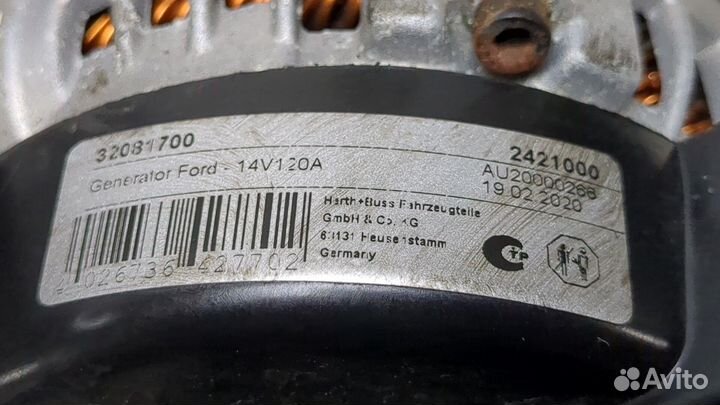 32081700
2421000
Generator Ford - 14V120A
AU20000266
19 02 2020
Herth+Buss Fahrzeugteile
GmbH & Co. KG
63131 Heusenstamm
Germany
026736 427702
Avito